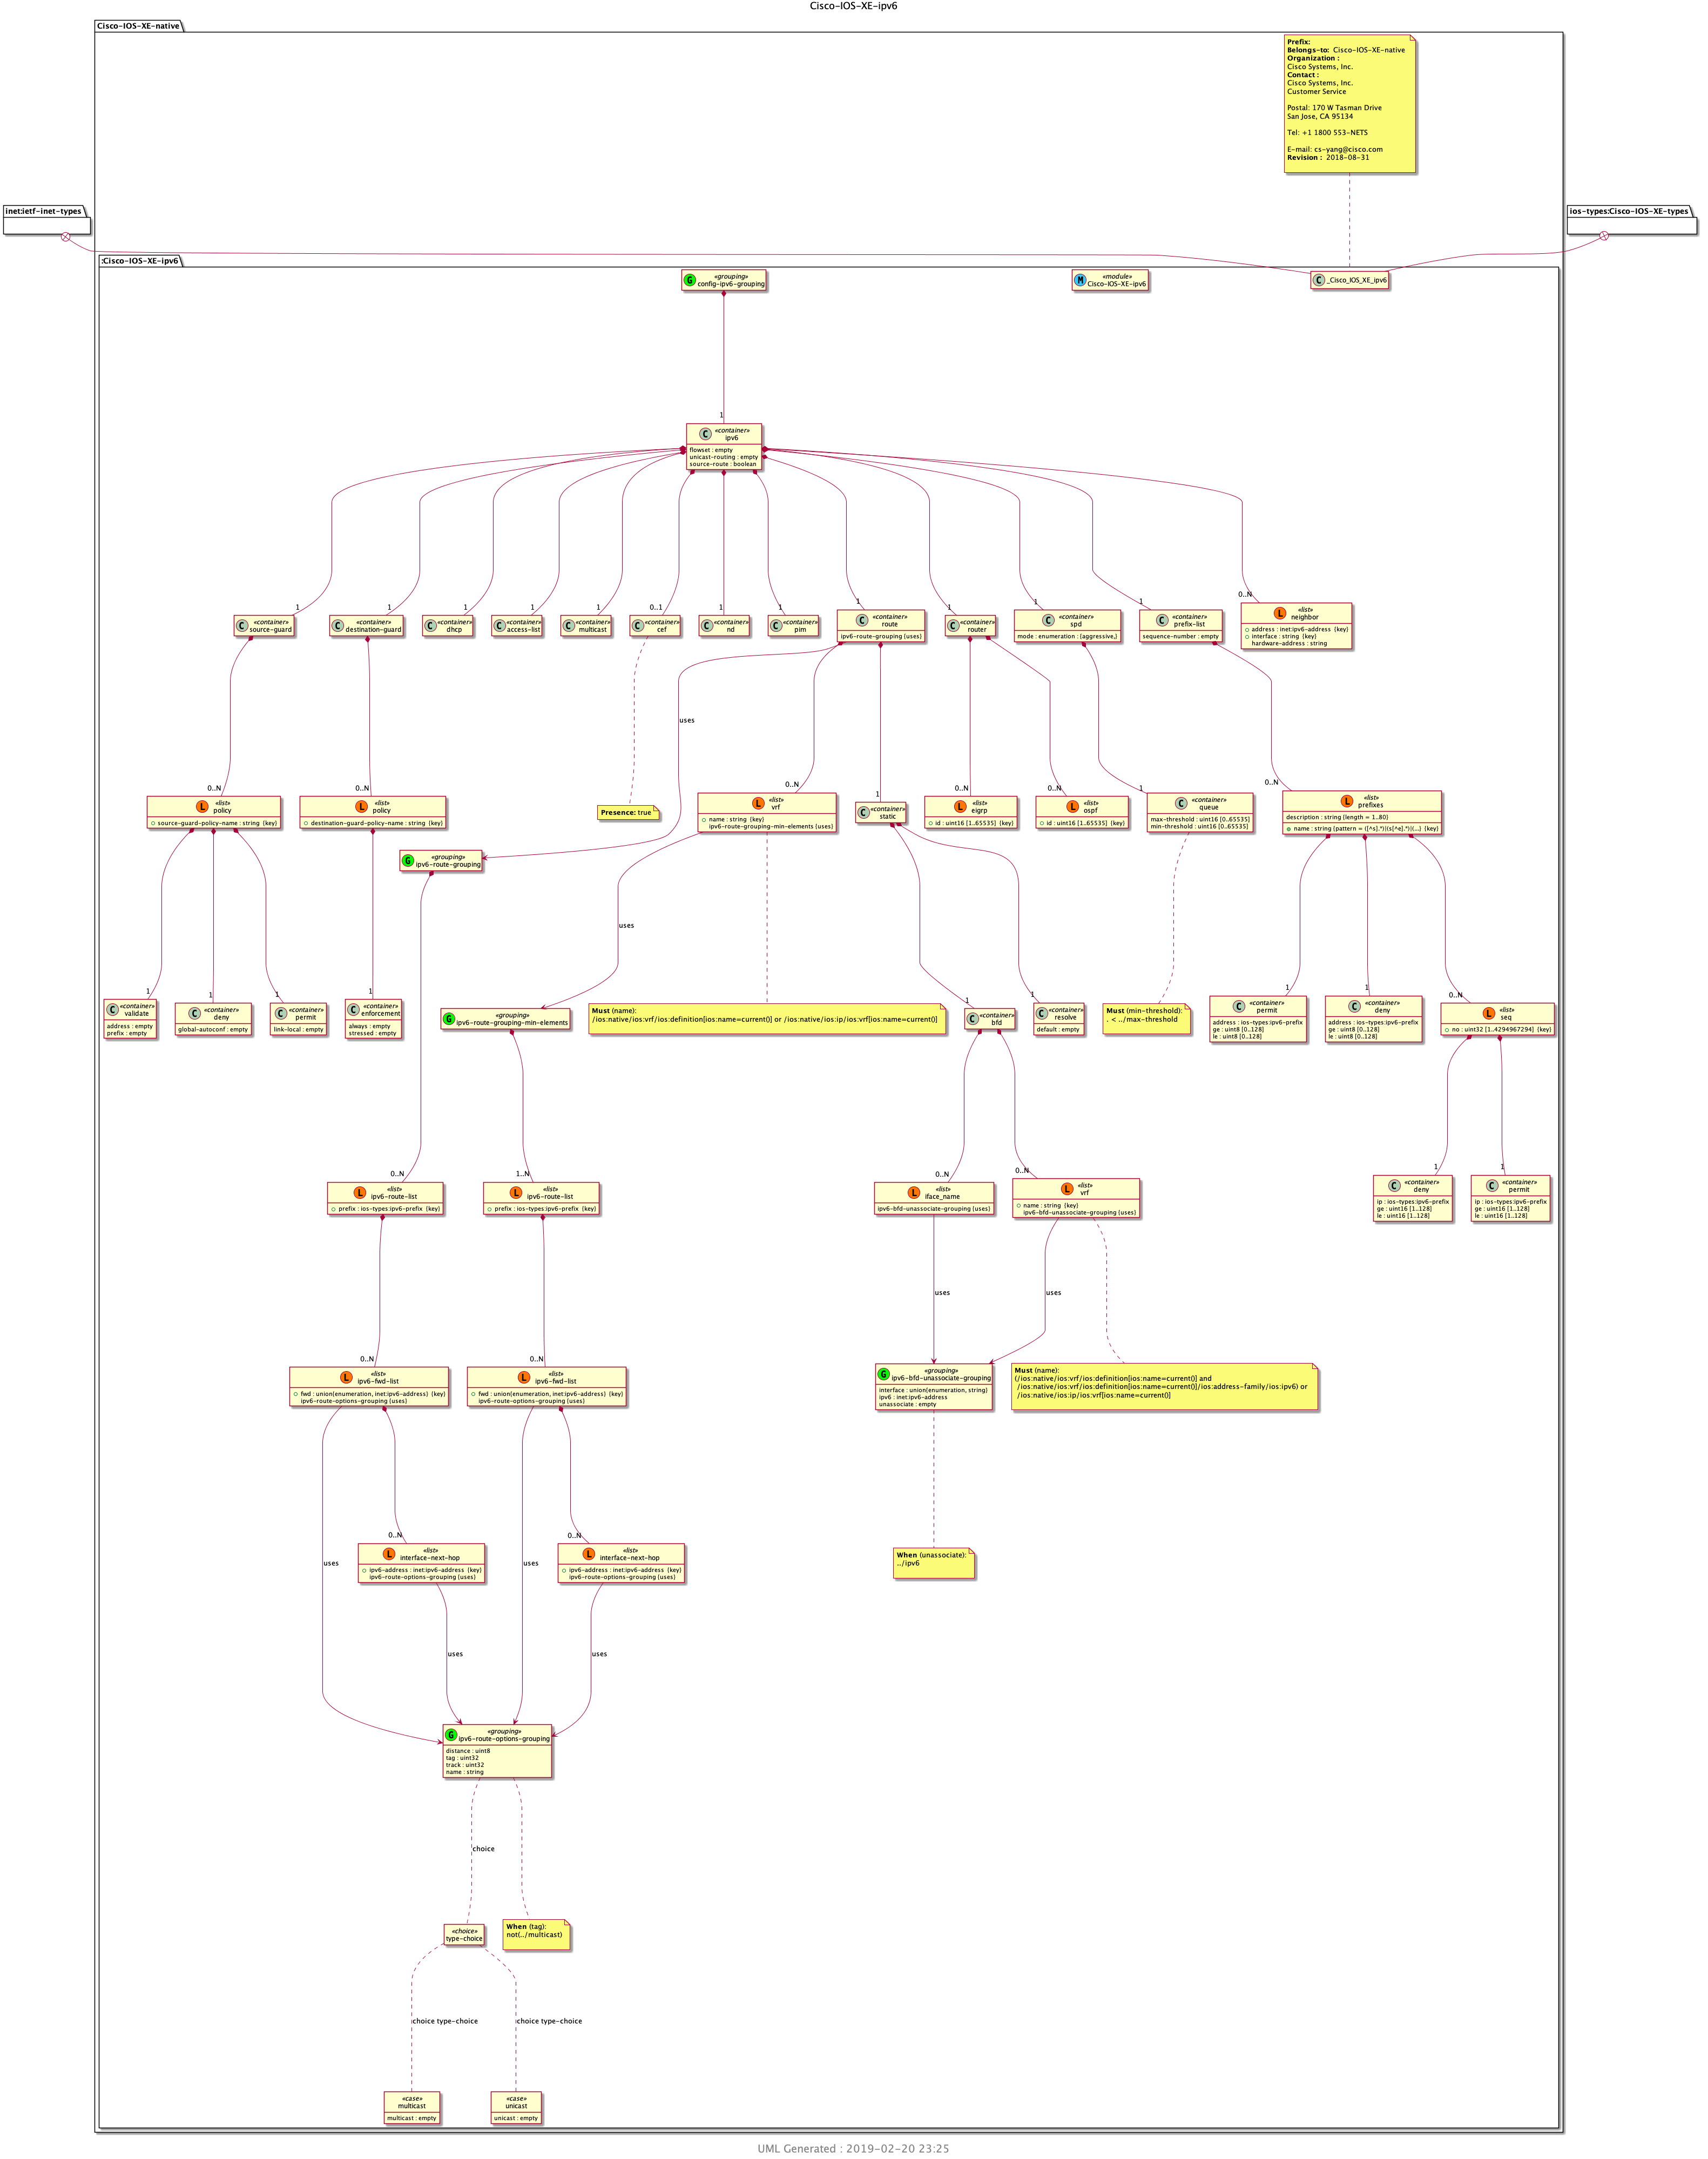 Cisco-IOS-XE-ipv6
Cisco-IOS-XE-native
Prefix:
Belongs-to: Cisco-IOS-XE-native
Organization :
Cisco Systems, Inc.
Contact :
Cisco Systems, Inc.
Customer Service
Postal: 170 W Tasman Drive
San Jose, CA 95134
Tel: +1 1800 553-NETS
E-mail: cs-yang@cisco.com
Revision : 2018-08-31
inet:ietf-inet-types
ios-types:Cisco-IOS-XE-types
:Cisco-IOS-XE-ipv6
G
«grouping»
config-ipv6-grouping
M
«module»
Cisco-IOS-XE-ipv6
C
_Cisco_IOS_XE_ipv6
1
C
«container»
ipv6
flowset : empty
unicast-routing : empty
source-route : boolean
1
C
«container»
source-guard
1
C
«container»
destination-guard
1
C
«container»
dhcp
1
C
«container»
access-list
1
C
«container»
multicast
0..1
C
«container»
cef
1
C
«container»
nd
1
C
«container»
pim
1
C
«container»
route
ipv6-route-grouping (uses)
1
C
«container»
router
1
C
«container»
spd
mode : enumeration : {aggressive,}
1
C
«container»
prefix-list
sequence-number : empty
0..N
L
«list»
neighbor
address : inet:ipv6-address {key}
interface : string {key}
hardware-address : string
uses
0..N
L
«list»
policy
source-guard-policy-name : string {key}
0..N
L
«list»
policy
destination-guard-policy-name : string {key}
Presence: true
0..N
L
«list»
vrf
name : string {key}
ipv6-route-grouping-min-elements (uses)
1
C
«container»
static
0..N
L
«list»
eigrp
id : uint16 [1..65535] {key}
0..N
L
«list»
ospf
id : uint16 [1..65535] {key}
1
C
«container»
queue
max-threshold : uint16 [0..65535]
min-threshold : uint16 [0..65535]
0..N
L
«list»
prefixes
description : string {length = 1..80}
name : string {pattern = ([^s].*)|(s[^e].*)|(...} {key}
G
«grouping»
ipv6-route-grouping
uses
1
C
«container»
validate
address : empty
prefix : empty
1
C
«container»
deny
global-autoconf : empty
1
C
«container»
permit
link-local : empty
1
C
«container»
enforcement
always : empty
stressed : empty
G
«grouping»
ipv6-route-grouping-min-elements
Must (name):
/ios:native/ios:vrf/ios:definition[ios:name=current()] or /ios:native/ios:ip/ios:vrf[ios:name=current()]
1
C
«container»
bfd
1
C
«container»
resolve
default : empty
Must (min-threshold):
. < ../max-threshold
1
C
«container»
permit
address : ios-types:ipv6-prefix
ge : uint8 [0..128]
le : uint8 [0..128]
1
C
«container»
deny
address : ios-types:ipv6-prefix
ge : uint8 [0..128]
le : uint8 [0..128]
0..N
L
«list»
seq
no : uint32 [1..4294967294] {key}
0..N
L
«list»
ipv6-route-list
prefix : ios-types:ipv6-prefix {key}
1..N
L
«list»
ipv6-route-list
prefix : ios-types:ipv6-prefix {key}
0..N
L
«list»
iface_name
ipv6-bfd-unassociate-grouping (uses)
0..N
L
«list»
vrf
name : string {key}
ipv6-bfd-unassociate-grouping (uses)
1
C
«container»
deny
ip : ios-types:ipv6-prefix
ge : uint16 [1..128]
le : uint16 [1..128]
1
C
«container»
permit
ip : ios-types:ipv6-prefix
ge : uint16 [1..128]
le : uint16 [1..128]
uses
uses
0..N
L
«list»
ipv6-fwd-list
fwd : union{enumeration, inet:ipv6-address} {key}
ipv6-route-options-grouping (uses)
0..N
L
«list»
ipv6-fwd-list
fwd : union{enumeration, inet:ipv6-address} {key}
ipv6-route-options-grouping (uses)
G
«grouping»
ipv6-bfd-unassociate-grouping
interface : union{enumeration, string}
ipv6 : inet:ipv6-address
unassociate : empty
Must (name):
(/ios:native/ios:vrf/ios:definition[ios:name=current()] and
/ios:native/ios:vrf/ios:definition[ios:name=current()]/ios:address-family/ios:ipv6) or
/ios:native/ios:ip/ios:vrf[ios:name=current()]
uses
0..N
L
«list»
interface-next-hop
ipv6-address : inet:ipv6-address {key}
ipv6-route-options-grouping (uses)
uses
0..N
L
«list»
interface-next-hop
ipv6-address : inet:ipv6-address {key}
ipv6-route-options-grouping (uses)
When (unassociate):
../ipv6
uses
uses
G
«grouping»
ipv6-route-options-grouping
distance : uint8
tag : uint32
track : uint32
name : string
choice
«choice»
type-choice
When (tag):
not(../multicast)
choice type-choice
choice type-choice
«case»
multicast
multicast : empty
«case»
unicast
unicast : empty
UML Generated : 2019-02-20 23:25